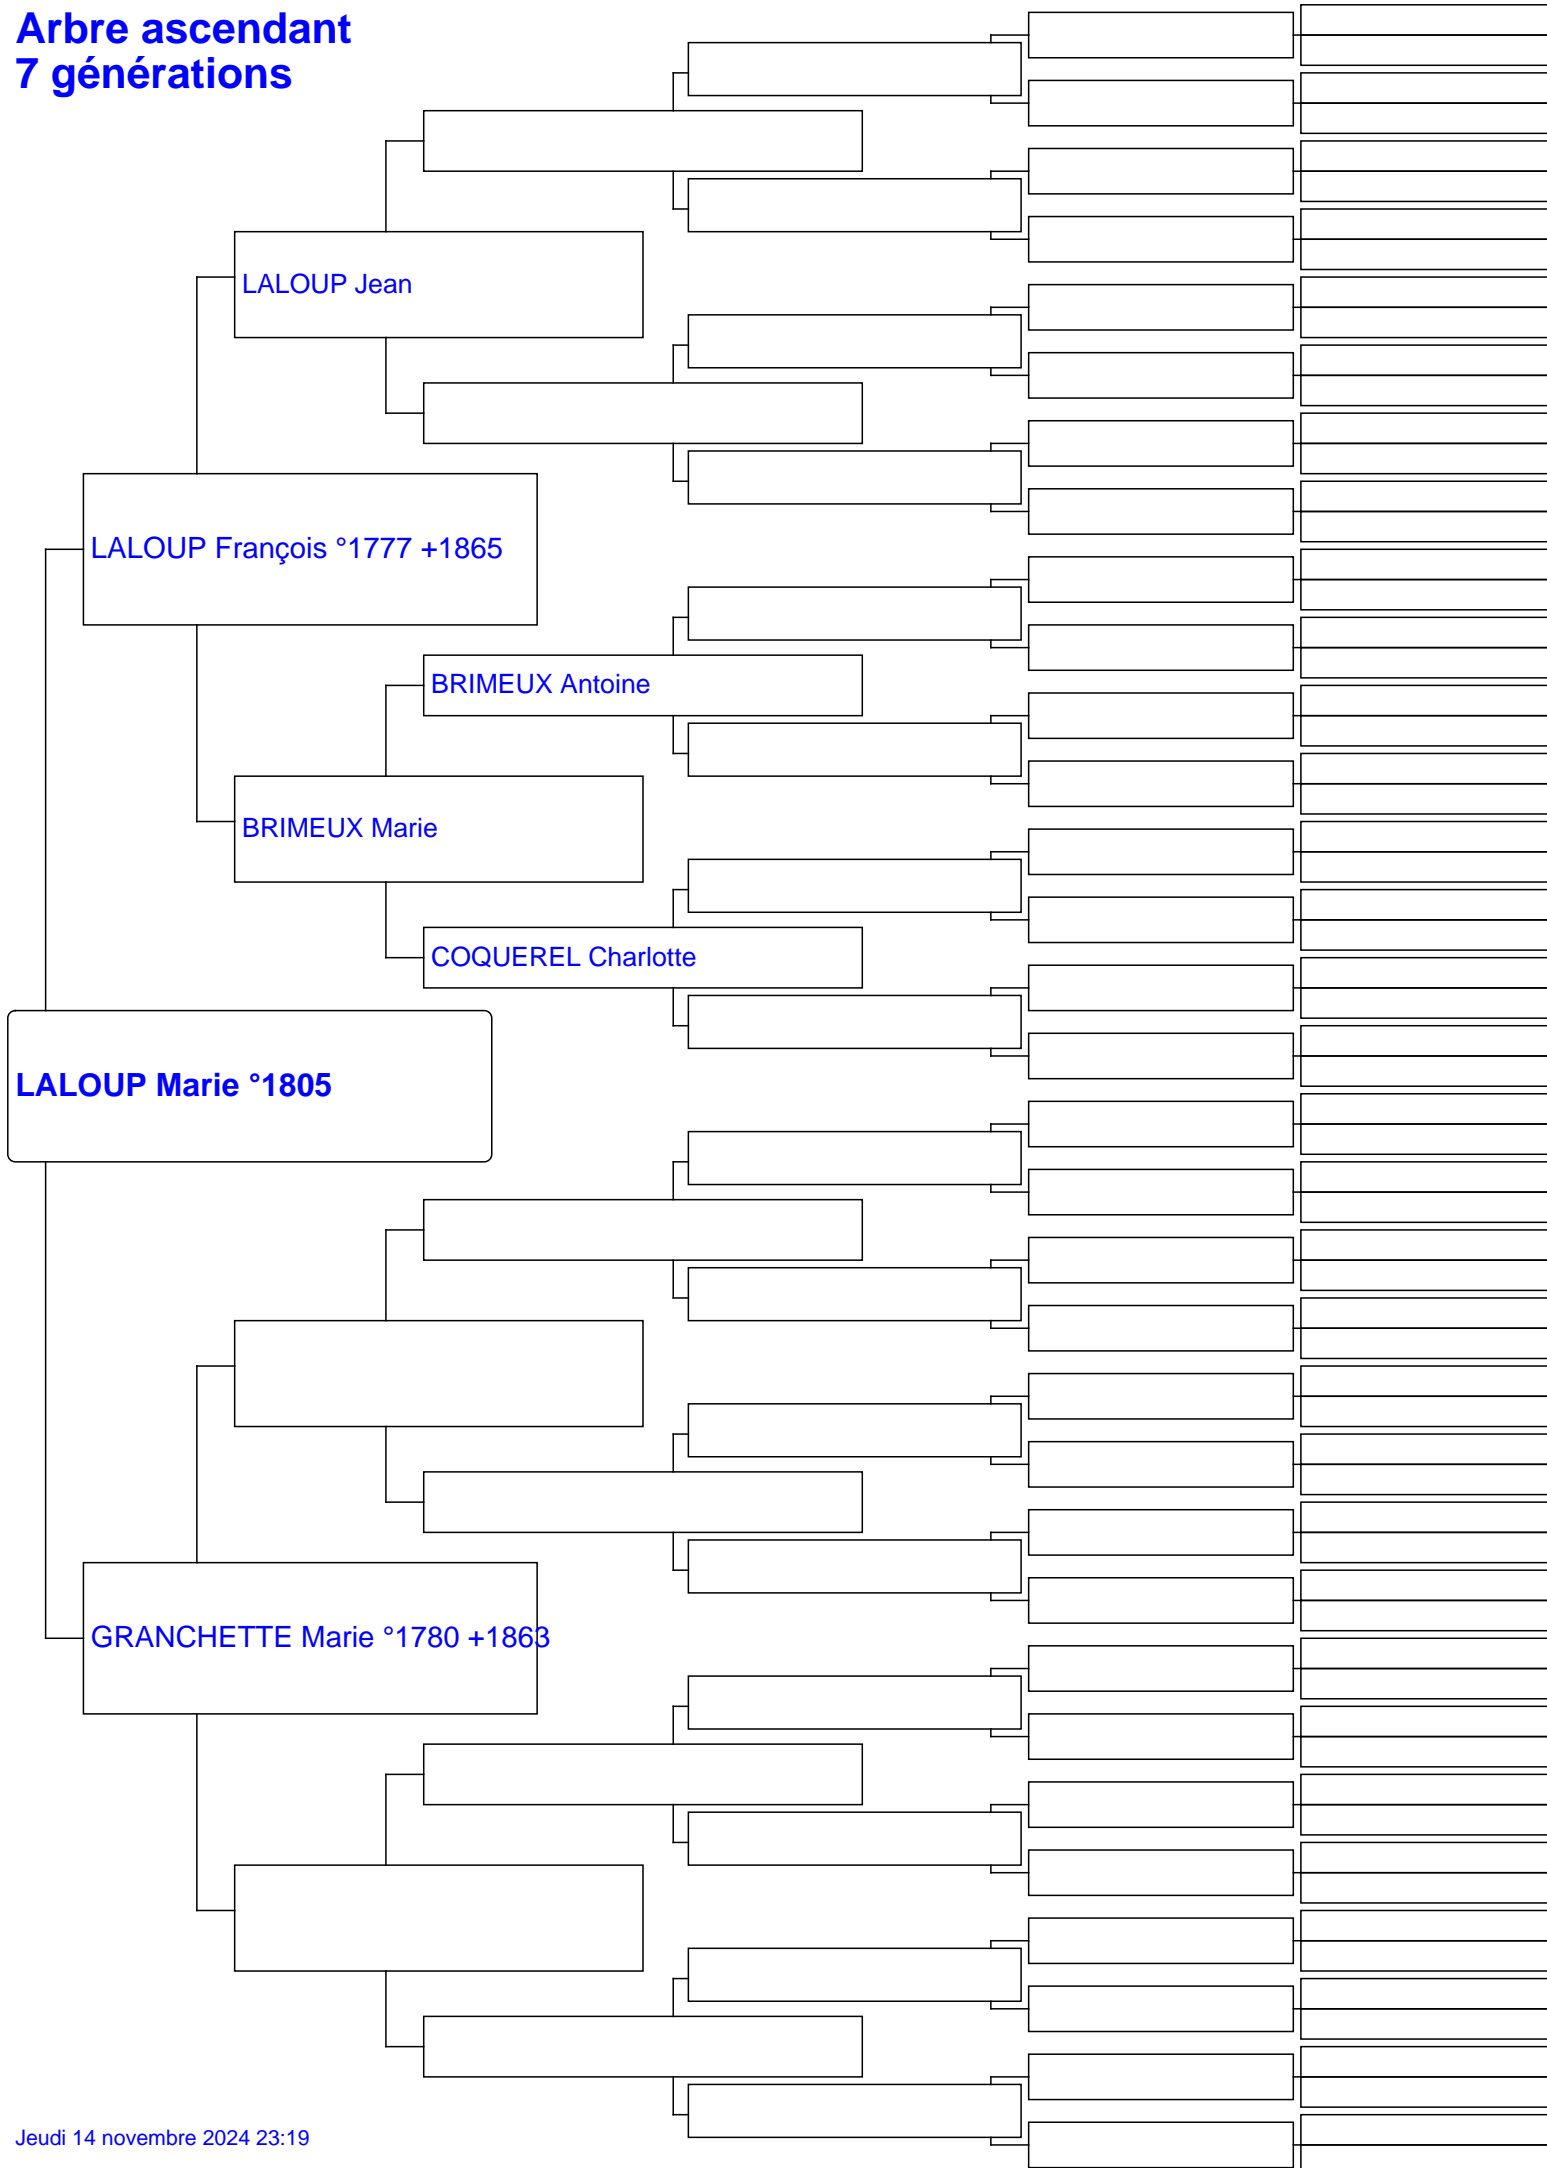 Arbre ascendant
7 générations
LALOUP Jean
LALOUP François °1777 +1865
BRIMEUX Antoine
BRIMEUX Marie
COQUEREL Charlotte
LALOUP Marie °1805
GRANCHETTE Marie °1780 +1863
Jeudi 14 novembre 2024 23:19